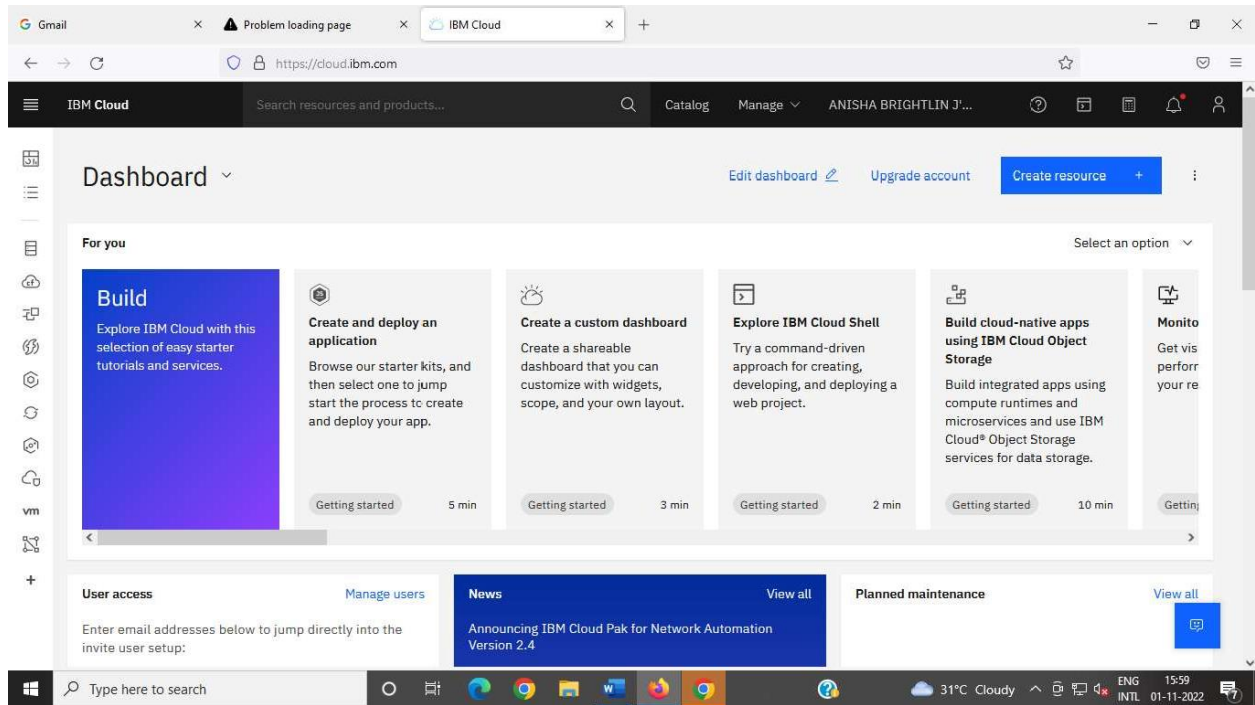 Gmail
Problem loading page
IBM Cloud
https://cloud.ibm.com
IBM Cloud
Search resources and products...
Catalog
Manage
ANISHA BRIGHTLIN J'...
Dashboard
Edit dashboard
Upgrade account
Create resource +
For you
Select an option
Build
Explore IBM Cloud with this
selection of easy starter
tutorials and services.
Create and deploy an
application
Browse our starter kits, and
then select one to jump
start the process to create
and deploy your app.
Getting started
5 min
Create a custom dashboard
Create a shareable
dashboard that you can
customize with widgets,
scope, and your own layout.
Getting started
3 min
Explore IBM Cloud Shell
Try a command-driven
approach for creating,
developing, and deploying a
web project.
Getting started
2 min
Build cloud-native apps
using IBM Cloud Object
Storage
Build integrated apps using
compute runtimes and
microservices and use IBM
Cloud® Object Storage
services for data storage.
Getting started
10 min
Monito
Get vis
perforr
your re
Getting
vm
User access
Manage users
Enter email addresses below to jump directly into the
invite user setup:
News
View all
Announcing IBM Cloud Pak for Network Automation
Version 2.4
Planned maintenance
View all
Type here to search
31°C Cloudy
ENG
INTL
15:59
01-11-2022
7